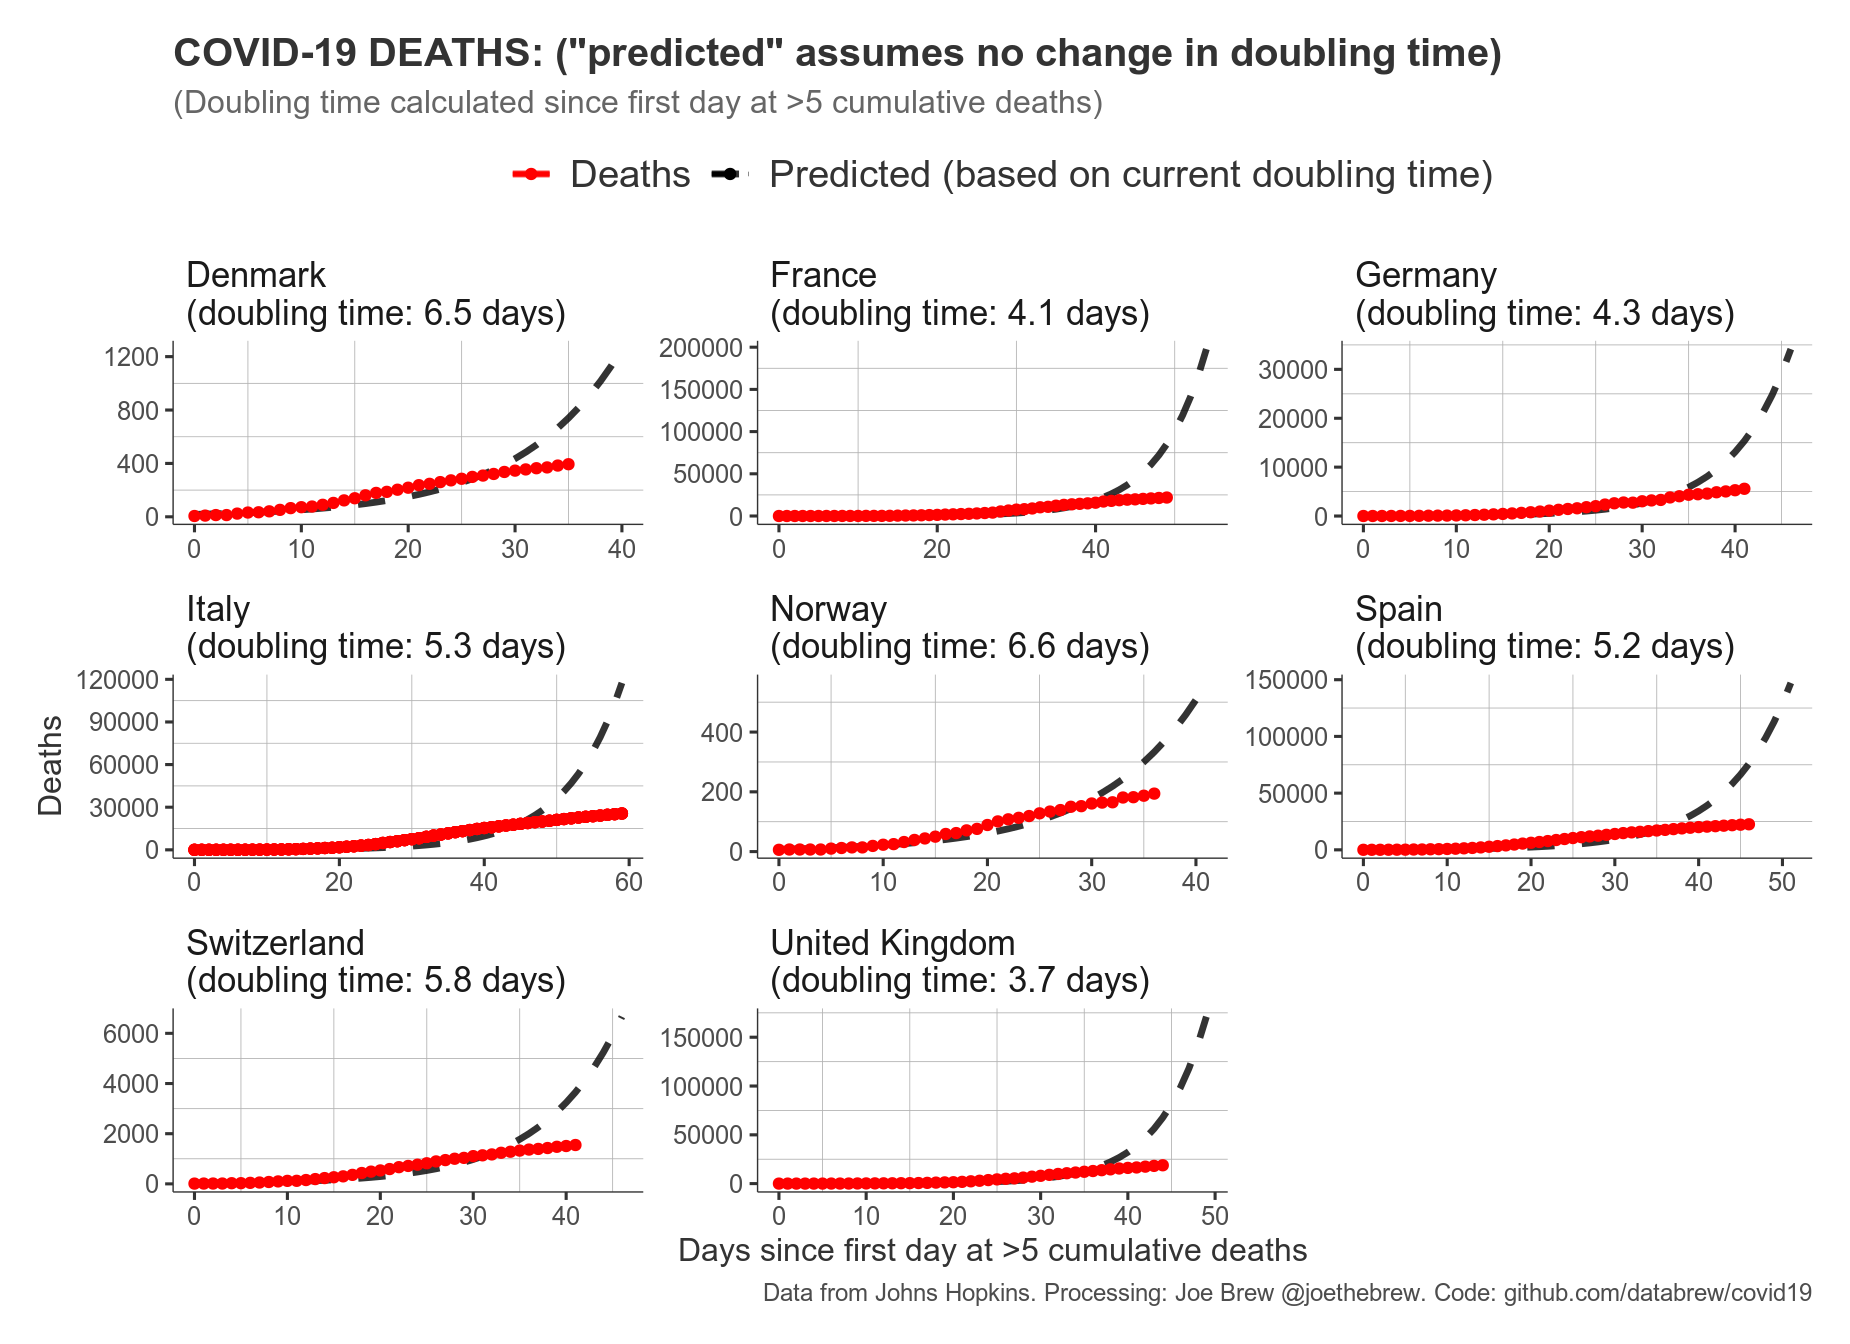 COVID-19 DEATHS: ("predicted" assumes no change in doubling time)
(Doubling time calculated since first day at >5 cumulative deaths)
Deaths Predicted (based on current doubling time)
Denmark
(doubling time: 6.5 days)
1200
800
400
0
0 10 20 30 40
France
(doubling time: 4.1 days)
200000
150000
100000
50000
0
0 20 40
Germany
(doubling time: 4.3 days)
30000
20000
10000
0
0 10 20 30 40
Deaths
Italy
(doubling time: 5.3 days)
120000
90000
60000
30000
0
0 20 40 60
Norway
(doubling time: 6.6 days)
400
200
0
0 10 20 30 40
Spain
(doubling time: 5.2 days)
150000
100000
50000
0
0 10 20 30 40 50
Switzerland
(doubling time: 5.8 days)
6000
4000
2000
0
0 10 20 30 40
United Kingdom
(doubling time: 3.7 days)
150000
100000
50000
0
0 10 20 30 40 50
Days since first day at >5 cumulative deaths
Data from Johns Hopkins. Processing: Joe Brew @joethebrew. Code: github.com/databrew/covid19